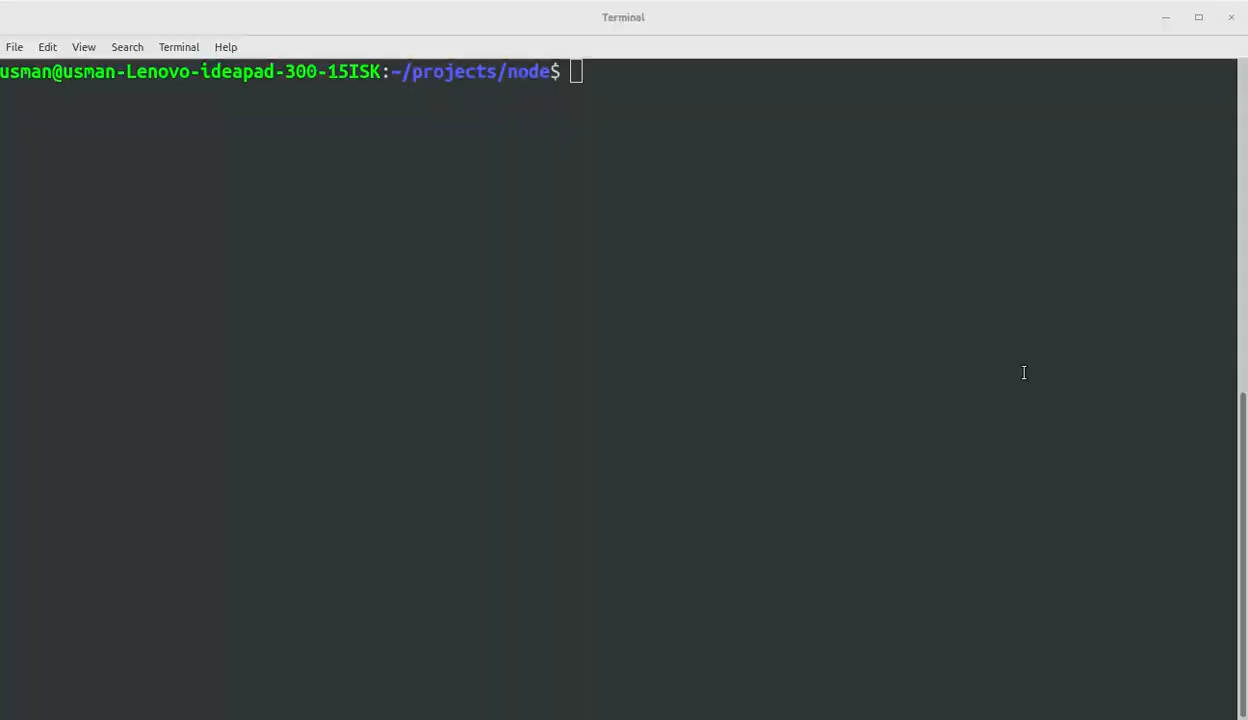 Terminal
File Edit View Search Terminal Help
usman@usman-Lenovo-ideapad-300-15ISK:~/projects/node$